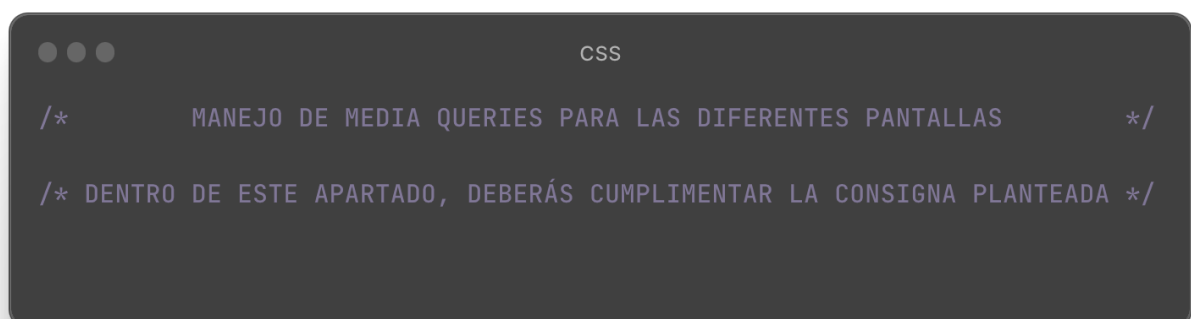 CSS
/* MANEJO DE MEDIA QUERIES PARA LAS DIFERENTES PANTALLAS */
/* DENTRO DE ESTE APARTADO, DEBERÁS CUMPLIMENTAR LA CONSIGNA PLANTEADA */